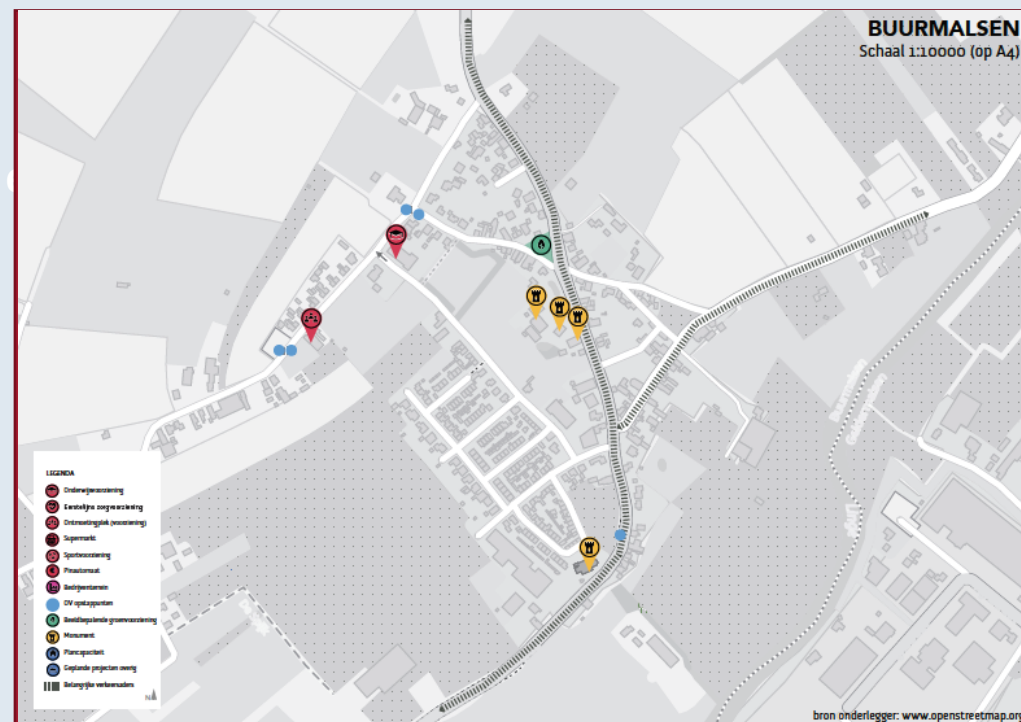 BUURMALSEN
Schaal 1:10000 (op A4)
LEGENDA
Onderwijsvoorziening
Eerstelijns zorgvoorziening
Ontmoetingsplek (voorziening)
Supermarkt
Sportvoorziening
Pinautomaat
Bedrijventerrein
OV opstappunten
Beeldbepalende groenvoorziening
Monument
Plancapaciteit
Geplande projecten overig
Belangrijke verkeersaders
N
bron onderlegger: www.openstreetmap.org